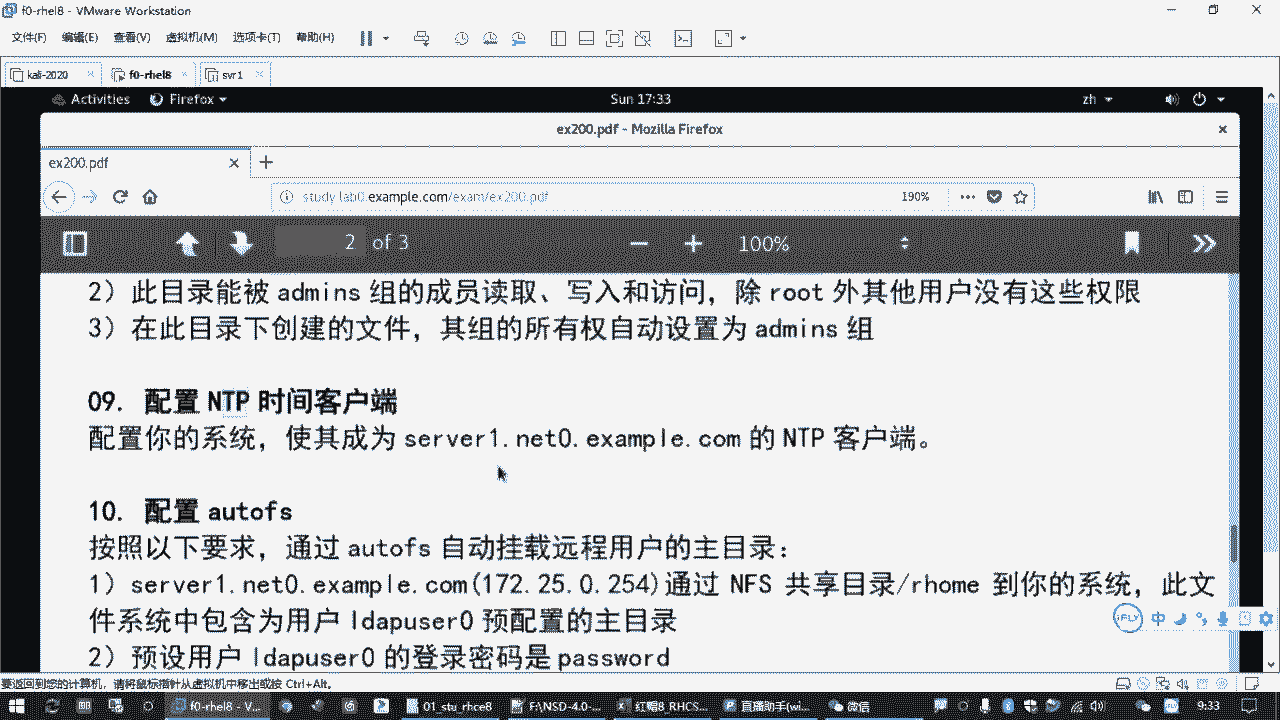 f0-rhel8 - VMware Workstation
文件(F) 编辑(E) 查看(V) 虚拟机(M) 选项卡(T) 帮助(H)
kali-2020 f0-rhel8 svr1
Activities Firefox Sun 17:33 zh
ex200.pdf - Mozilla Firefox
ex200.pdf
study.lab0.example.com/exam/ex200.pdf 190%
2 of 3 100%
2）此目录能被 admins 组的成员读取、写入和访问，除 root 外其他用户没有这些权限
3）在此目录下创建的文件，其组的所有权自动设置为 admins 组
09. 配置 NTP 时间客户端
配置你的系统，使其成为 server1.net0.example.com 的 NTP 客户端。
10. 配置 autofs
按照以下要求，通过 autofs 自动挂载远程用户的主目录：
1）server1.net0.example.com(172.25.0.254)通过 NFS 共享目录/rhome 到你的系统，此文
件系统中包含为用户 ldapuser0 预配置的主目录
2）预设用户 ldapuser0 的登录密码是 password
iFLY 中
要返回到您的计算机，请将鼠标指针从虚拟机中移出或按 Ctrl+Alt。
f0-rhel8 - V... 01_stu_rhce8 F:\NSD-4.0-... 红帽8_RHCS... 直播助手(wi... 微信 9:33